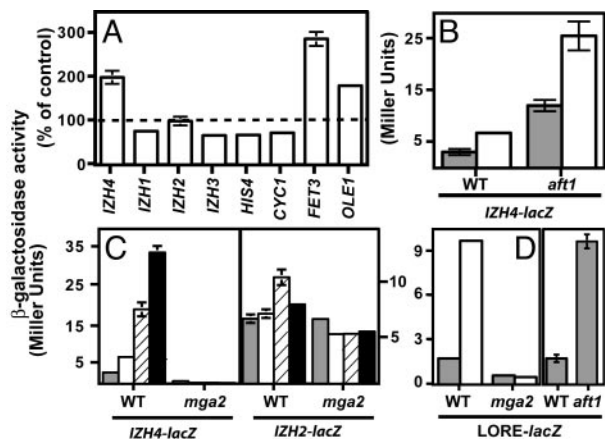 A
β-galactosidase activity
(% of control)
300
200
100
0
IZH4
IZH1
IZH2
IZH3
HIS4
CYC1
FET3
OLE1
B
(Miller Units)
25
15
5
WT aft1
IZH4-lacZ
C
(Miller Units)
35
25
15
5
10
5
WT mga2 WT mga2
IZH4-lacZ IZH2-lacZ
D
9
6
3
0
WT mga2 WT aft1
LORE-lacZ